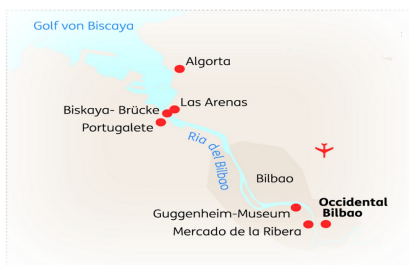 Golf von Biscaya
Algorta
Las Arenas
Biskaya- Brücke
Portugalete
Ria del Bilbao
Bilbao
Occidental
Bilbao
Guggenheim-Museum
Mercado de la Ribera